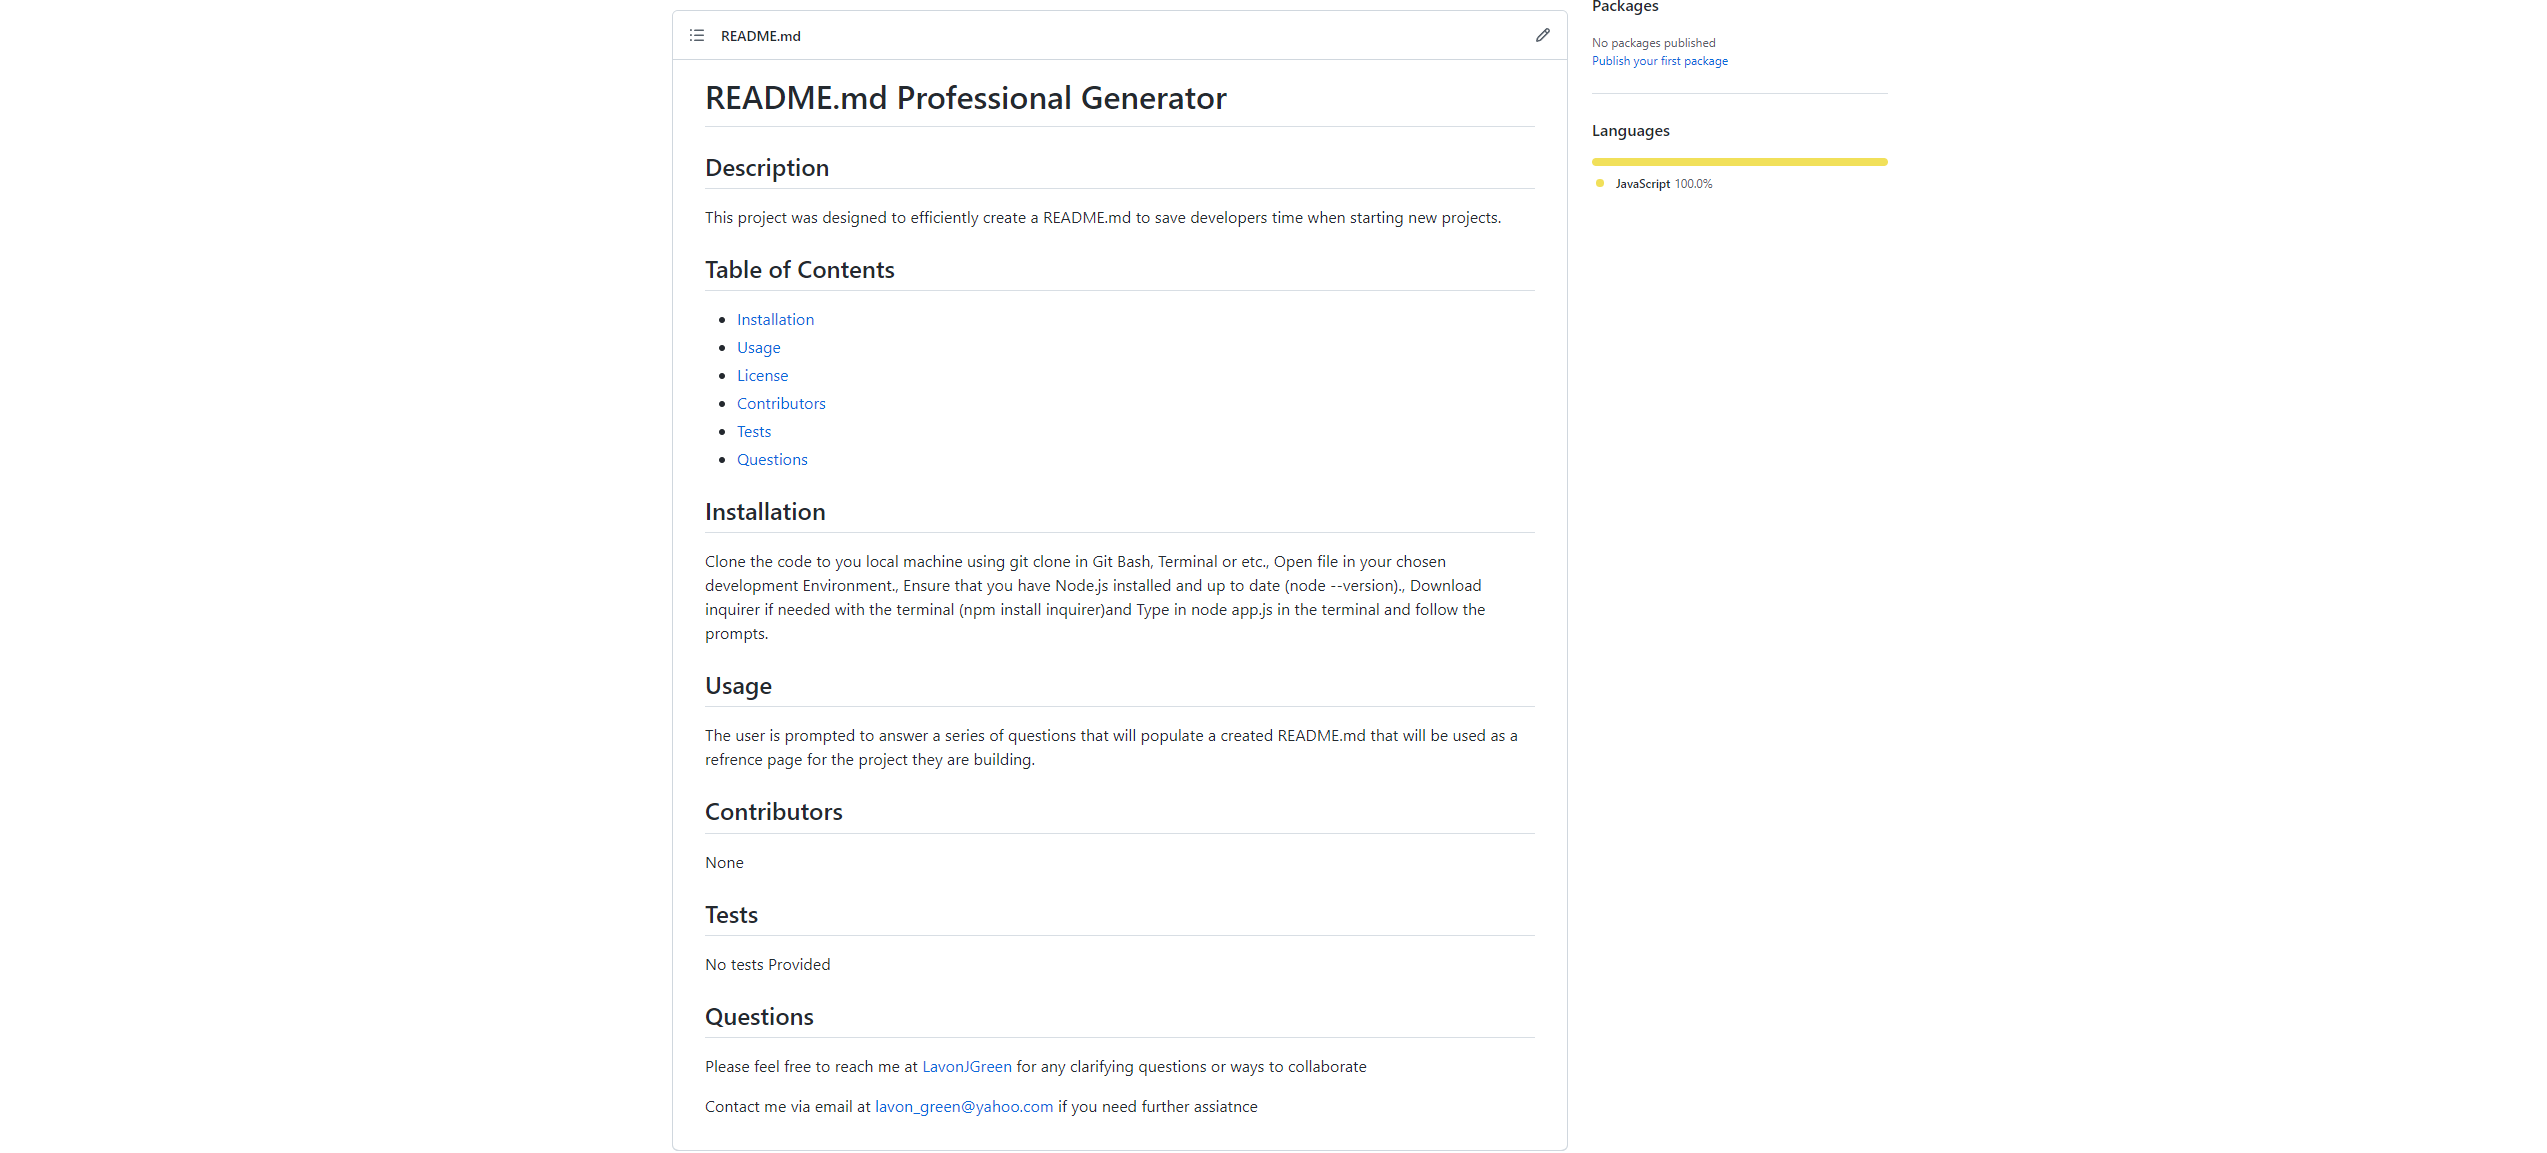 README.md
README.md Professional Generator
Description
This project was designed to efficiently create a README.md to save developers time when starting new projects.
Table of Contents
Installation
Usage
License
Contributors
Tests
Questions
Installation
Clone the code to you local machine using git clone in Git Bash, Terminal or etc., Open file in your chosen
development Environment., Ensure that you have Node.js installed and up to date (node --version)., Download
inquirer if needed with the terminal (npm install inquirer)and Type in node app.js in the terminal and follow the
prompts.
Usage
The user is prompted to answer a series of questions that will populate a created README.md that will be used as a
refrence page for the project they are building.
Contributors
None
Tests
No tests Provided
Questions
Please feel free to reach me at LavonJGreen for any clarifying questions or ways to collaborate
Contact me via email at lavon_green@yahoo.com if you need further assiatnce
Packages
No packages published
Publish your first package
Languages
JavaScript 100.0%